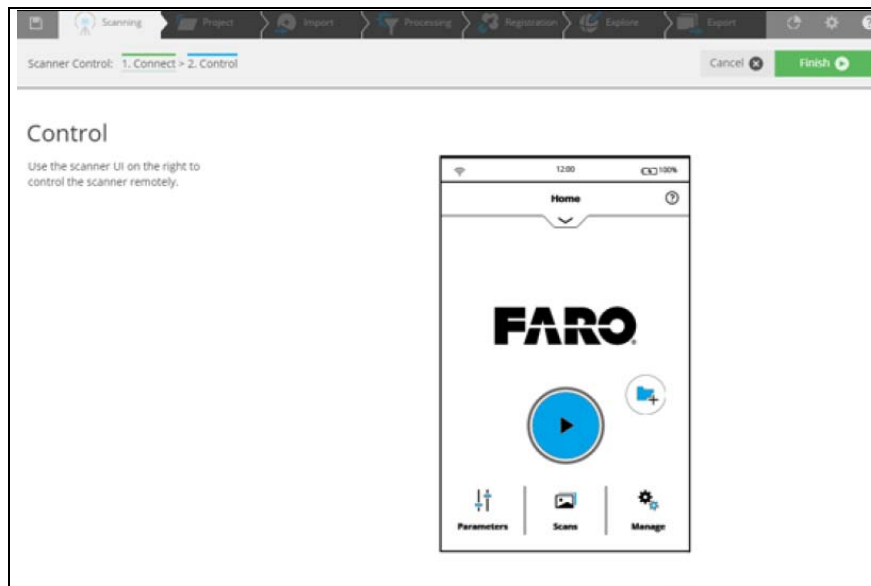 Scanning Project Import Processing Registration Explore Export
Scanner Control: 1. Connect > 2. Control
Cancel Finish
Control
Use the scanner UI on the right to
control the scanner remotely.
12:00 100%
Home
FARO
Parameters Scans Manage